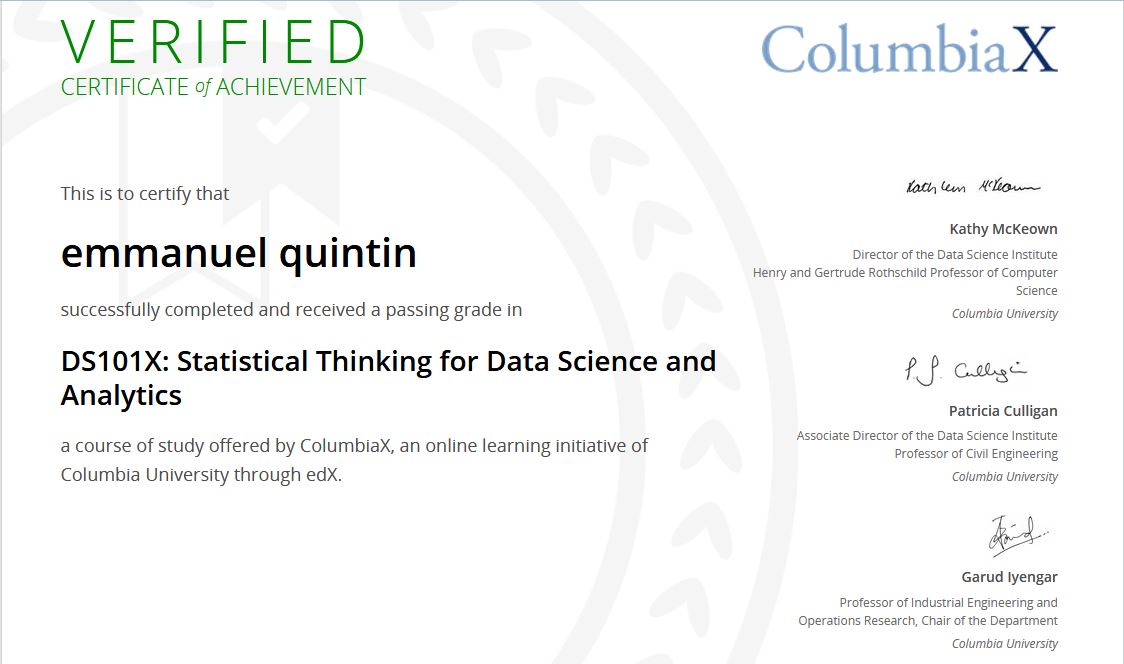 VERIFIED
CERTIFICATE of ACHIEVEMENT
ColumbiaX
This is to certify that
emmanuel quintin
successfully completed and received a passing grade in
DS101X: Statistical Thinking for Data Science and
Analytics
a course of study offered by ColumbiaX, an online learning initiative of
Columbia University through edX.
Kathleen McKeown
Kathy McKeown
Director of the Data Science Institute
Henry and Gertrude Rothschild Professor of Computer
Science
Columbia University
P.J. Culligan
Patricia Culligan
Associate Director of the Data Science Institute
Professor of Civil Engineering
Columbia University
Garud Iyengar
Professor of Industrial Engineering and
Operations Research, Chair of the Department
Columbia University